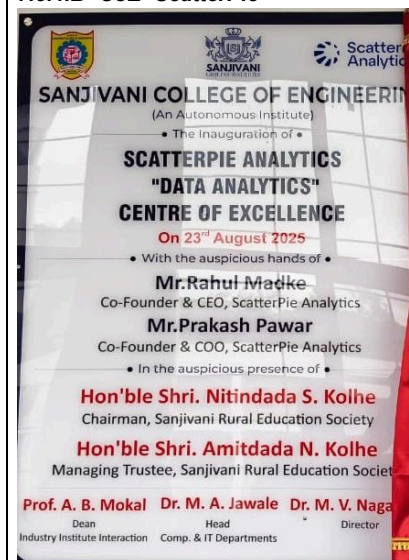 SANJIVANI
Scatter
Analytic
SANJIVANI COLLEGE OF ENGINEERIN
(An Autonomous Institute)
• The Inauguration of •
SCATTERPIE ANALYTICS
"DATA ANALYTICS"
CENTRE OF EXCELLENCE
On 23rd August 2025
• With the auspicious hands of •
Mr.Rahul Madke
Co-Founder & CEO, ScatterPie Analytics
Mr.Prakash Pawar
Co-Founder & COO, ScatterPie Analytics
• In the auspicious presence of •
Hon'ble Shri. Nitindada S. Kolhe
Chairman, Sanjivani Rural Education Society
Hon'ble Shri. Amitdada N. Kolhe
Managing Trustee, Sanjivani Rural Education Societ
Prof. A. B. Mokal Dr. M. A. Jawale Dr. M. V. Naga
Dean Head Director
Industry Institute Interaction Comp. & IT Departments